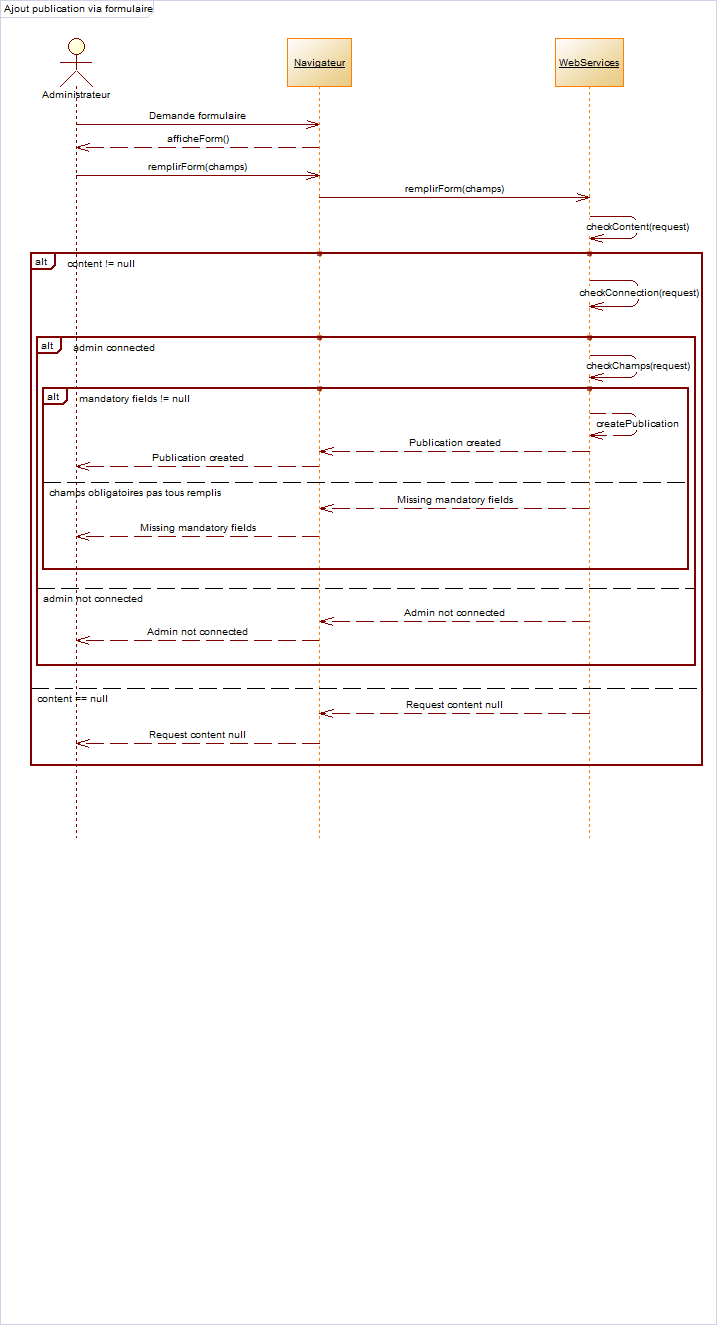 Ajout publication via formulaire
Navigateur
WebServices
Administrateur
Demande formulaire
afficheForm()
remplirForm(champs)
remplirForm(champs)
checkContent(request)
alt
content != null
checkConnection(request)
alt
admin connected
checkChamps(request)
alt
mandatory fields != null
createPublication
Publication created
Publication created
champs obligatoires pas tous remplis
Missing mandatory fields
Missing mandatory fields
admin not connected
Admin not connected
Admin not connected
content == null
Request content null
Request content null